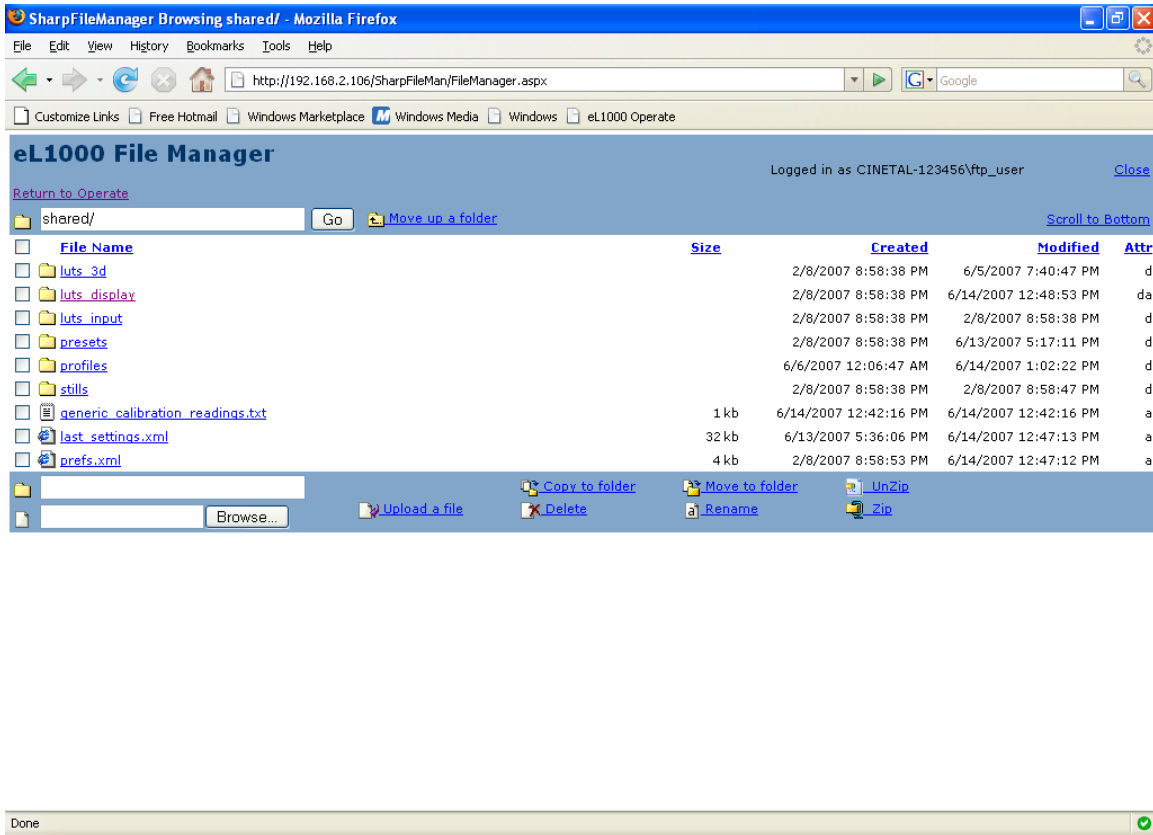 SharpFileManager Browsing shared/ - Mozilla Firefox
File Edit View History Bookmarks Tools Help
http://192.168.2.106/SharpFileMan/FileManager.aspx G Google
Customize Links Free Hotmail Windows Marketplace Windows Media Windows eL1000 Operate
eL1000 File Manager
Logged in as CINETAL-123456\ftp_user Close
Return to Operate
shared/ Go Move up a folder Scroll to Bottom
File Name Size Created Modified Attr
luts_3d 2/8/2007 8:58:38 PM 6/5/2007 7:40:47 PM d
luts_display 2/8/2007 8:58:38 PM 6/14/2007 12:48:53 PM da
luts_input 2/8/2007 8:58:38 PM 2/8/2007 8:58:38 PM d
presets 2/8/2007 8:58:38 PM 6/13/2007 5:17:11 PM d
profiles 6/6/2007 12:06:47 AM 6/14/2007 1:02:22 PM d
stills 2/8/2007 8:58:38 PM 2/8/2007 8:58:47 PM d
generic_calibration_readings.txt 1 kb 6/14/2007 12:42:16 PM 6/14/2007 12:42:16 PM a
last_settings.xml 32 kb 6/13/2007 5:36:06 PM 6/14/2007 12:47:13 PM a
prefs.xml 4 kb 2/8/2007 8:58:53 PM 6/14/2007 12:47:12 PM a
Copy to folder Move to folder UnZip
Browse... Upload a file Delete Rename Zip
Done